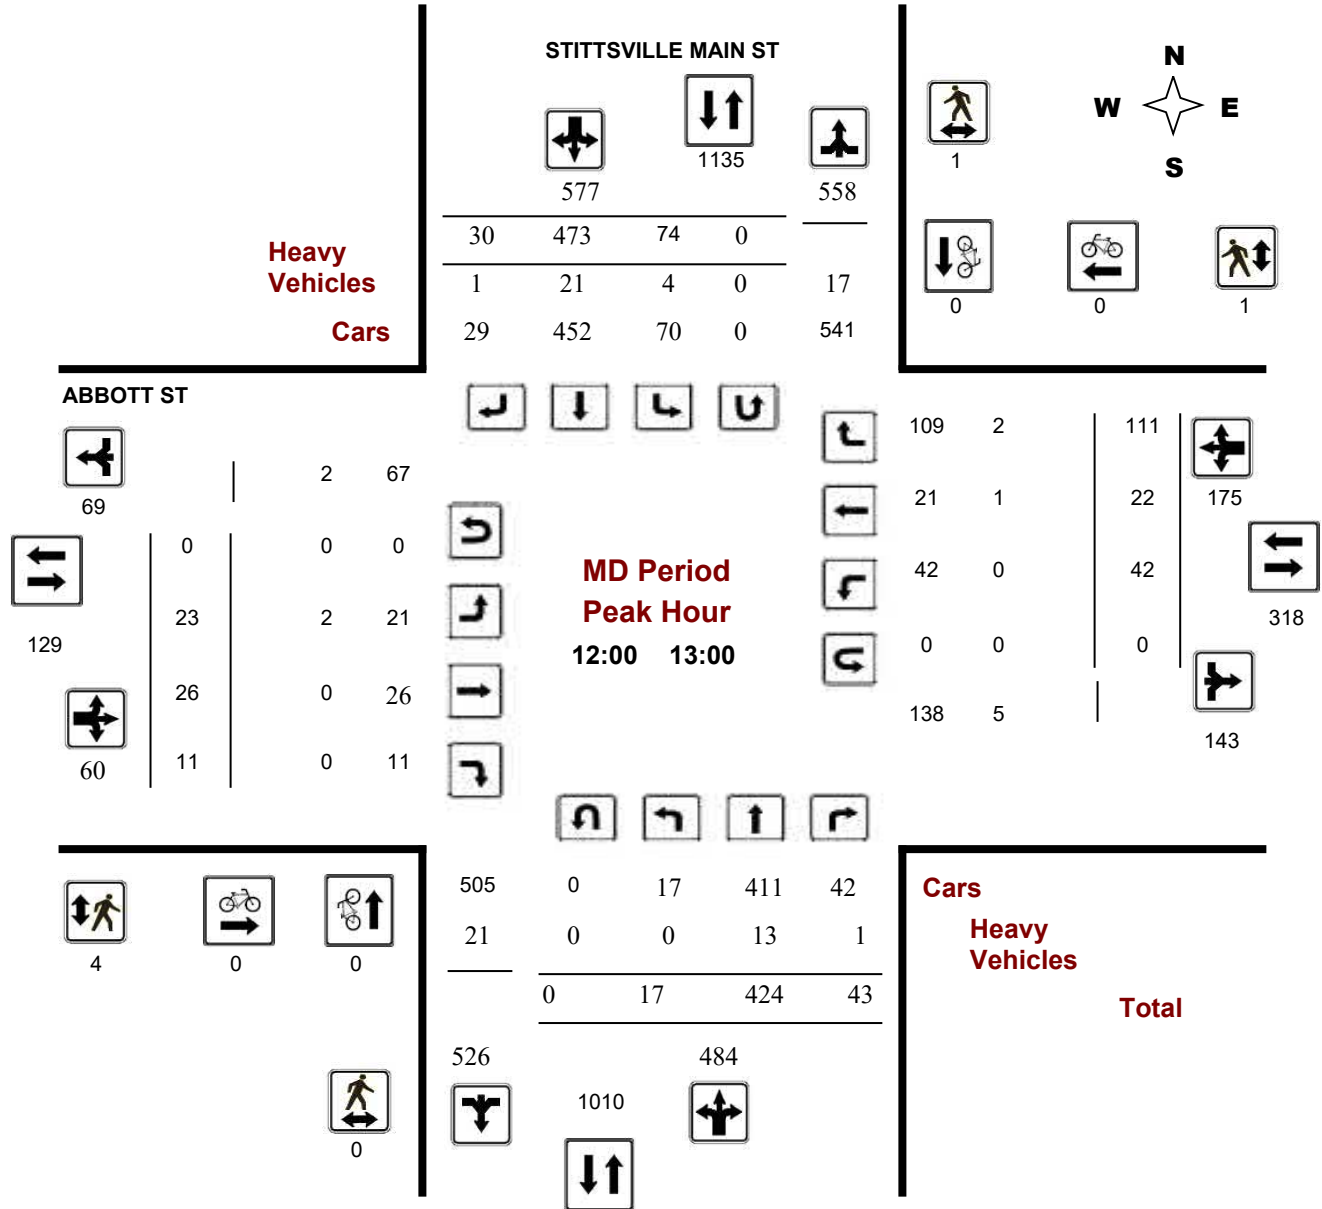 STITTSVILLE MAIN ST
N
W E
S
1135
1
577 558
30 473 74 0
Heavy
Vehicles
1 21 4 0 17
0 0 1
Cars
29 452 70 0 541
ABBOTT ST
109 2 111
2 67
69
21 1 22 175
0 0 0
MD Period
Peak Hour
12:00 13:00
42 0 42
23 2 21
318
129
0 0 0
26 0 26
138 5
143
60
11 0 11
505 0 17 411 42
Cars
21 0 0 13 1
Heavy
Vehicles
4 0 0
0 17 424 43
Total
526 484
1010
0